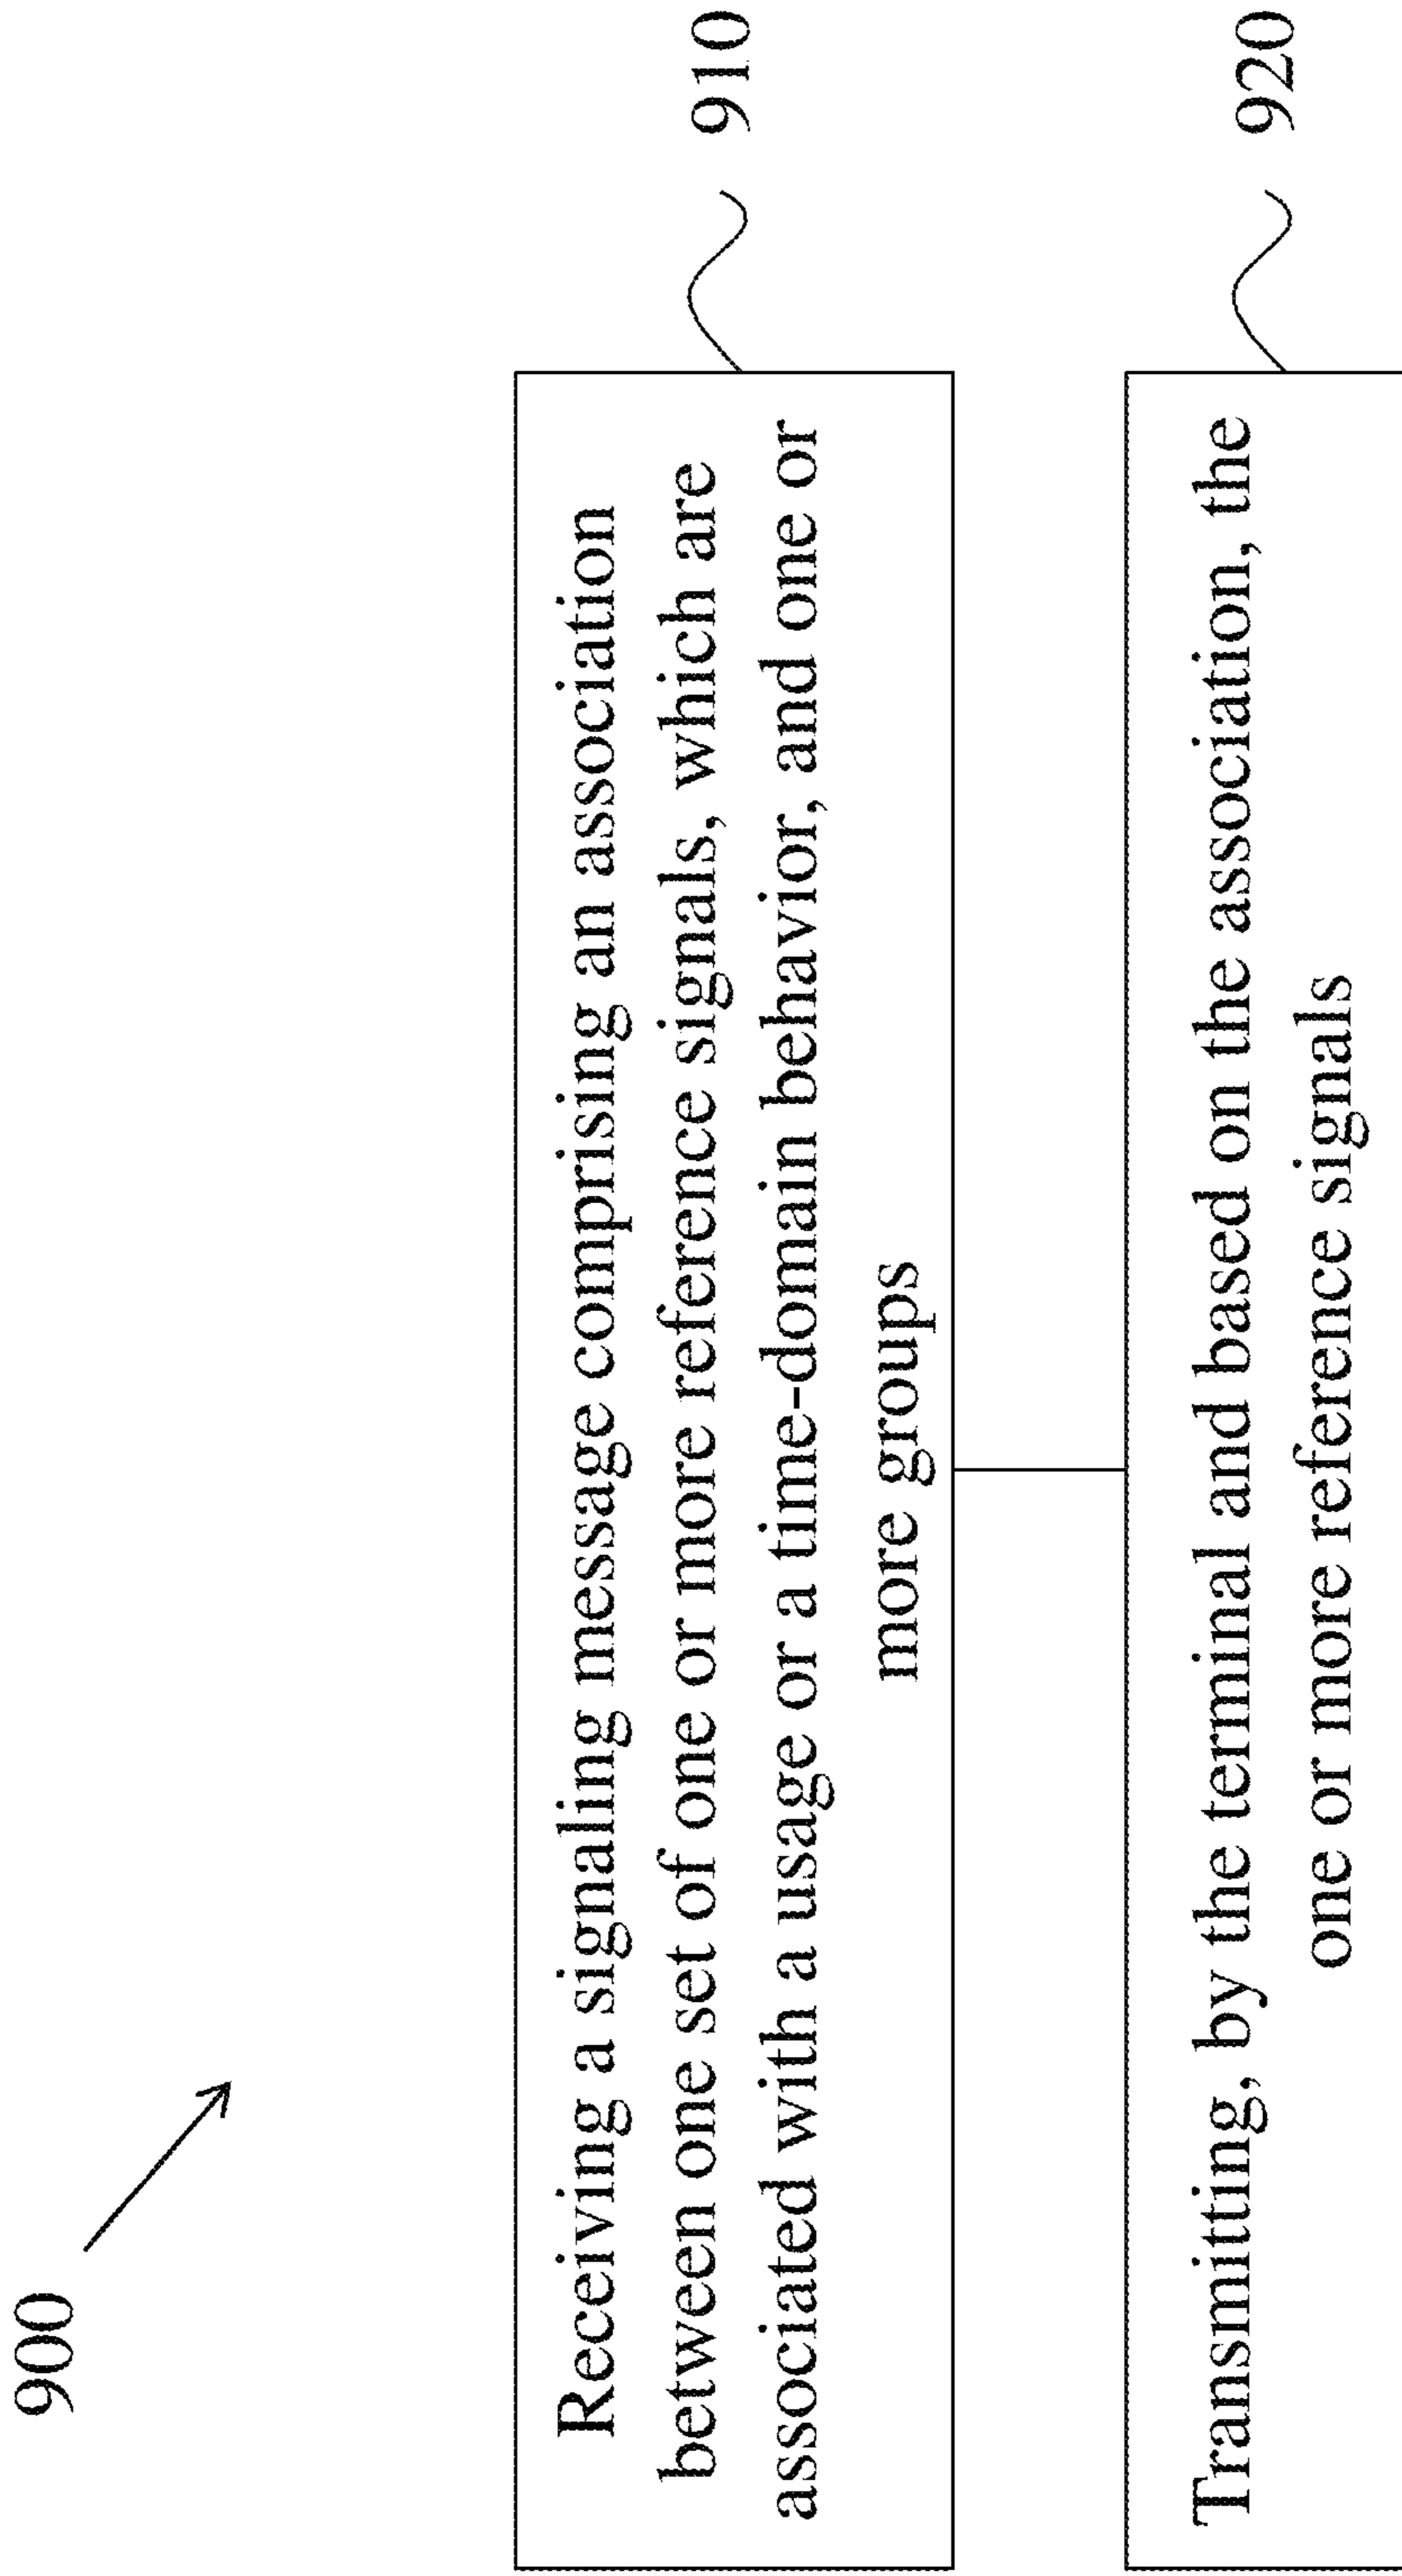 900
Receiving a signaling message comprising an association
between one set of one or more reference signals, which are
associated with a usage or a time-domain behavior, and one or
more groups
910
Transmitting, by the terminal and based on the association, the
one or more reference signals
920